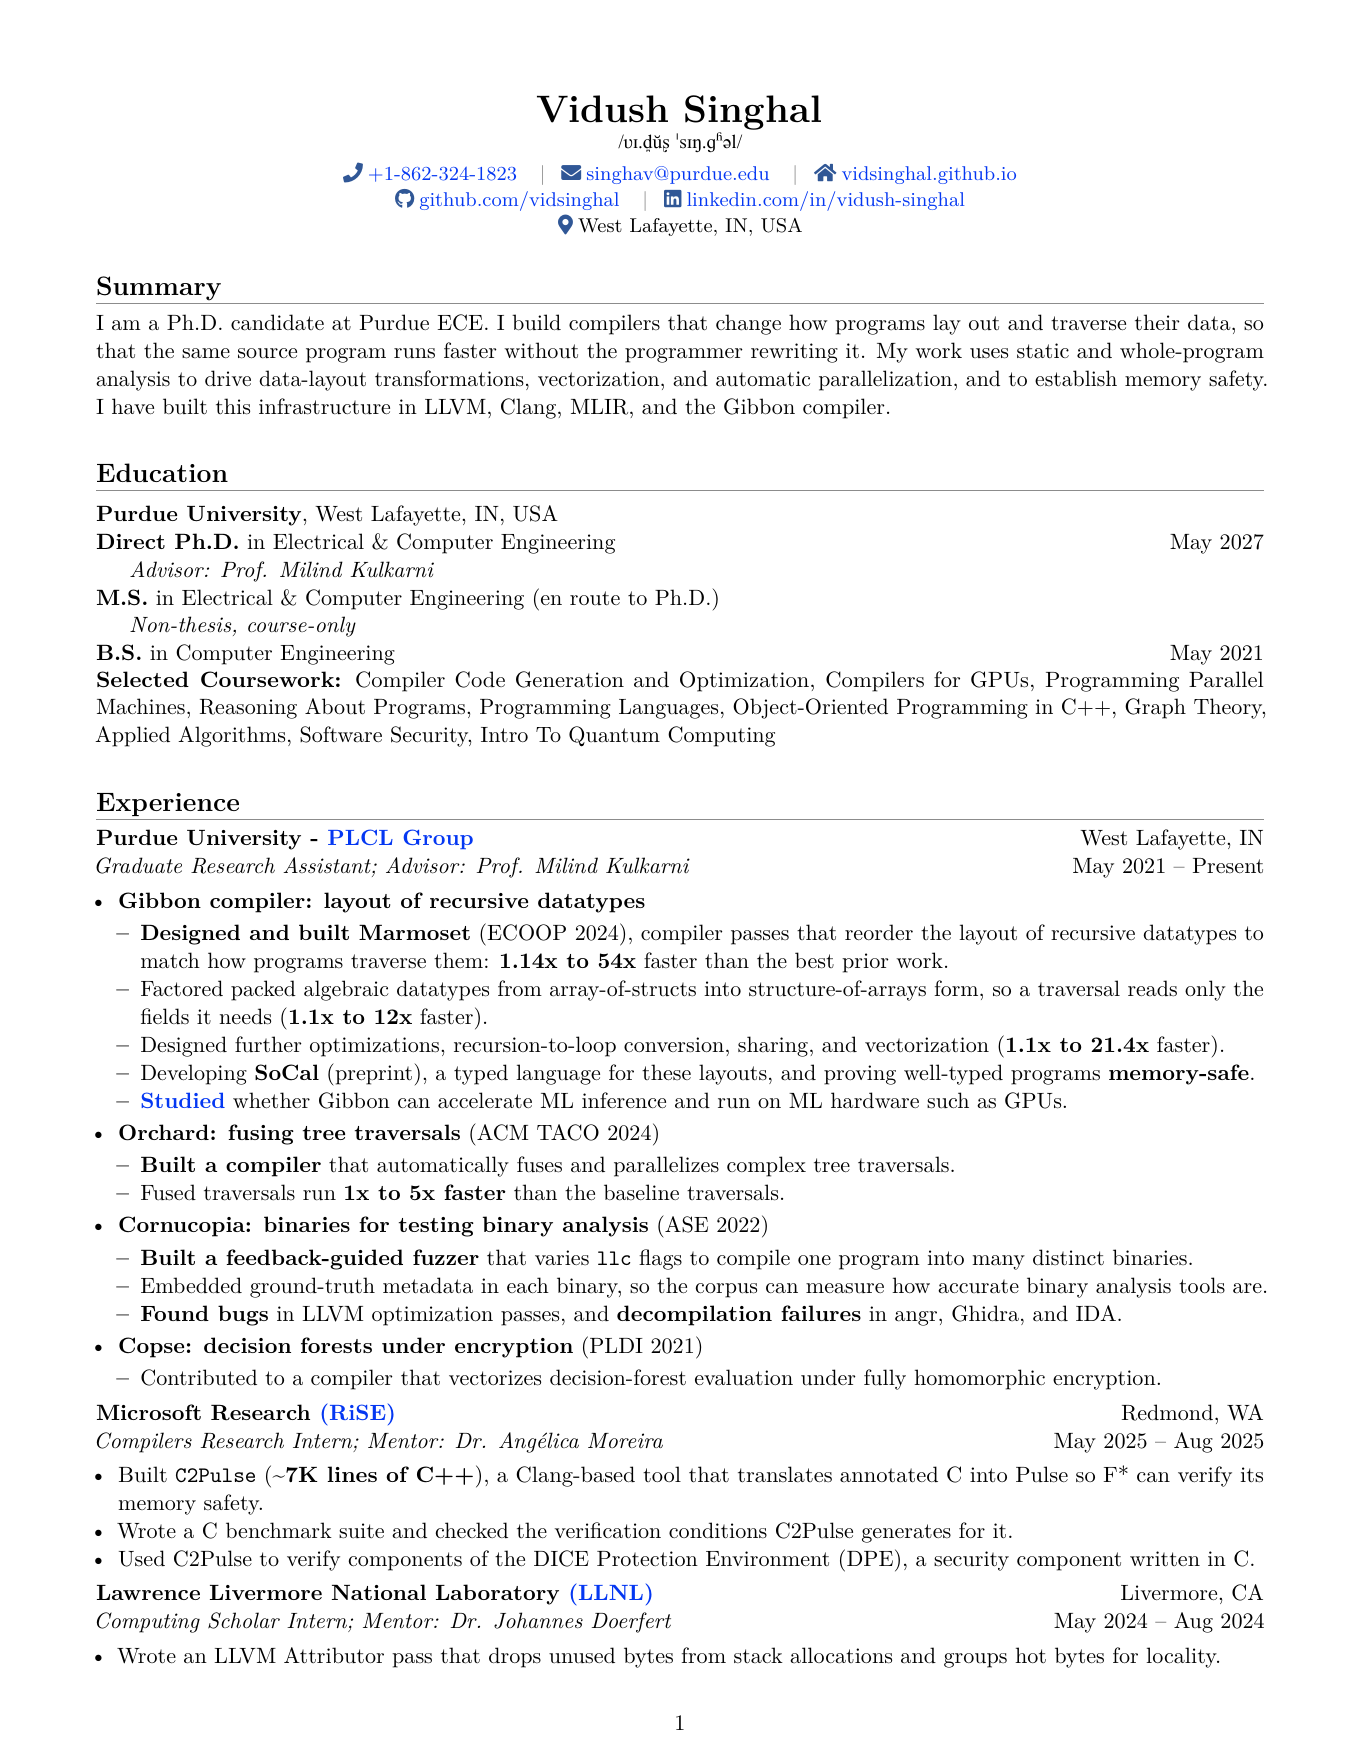 Vidush Singhal
/ʋɪ.d̪ŭʂ ˈsɪŋ.ɡʱəl/
+1-862-324-1823 | singhav@purdue.edu | vidsinghal.github.io
github.com/vidsinghal | linkedin.com/in/vidush-singhal
West Lafayette, IN, USA
Summary
I am a Ph.D. candidate at Purdue ECE. I build compilers that change how programs lay out and traverse their data, so
that the same source program runs faster without the programmer rewriting it. My work uses static and whole-program
analysis to drive data-layout transformations, vectorization, and automatic parallelization, and to establish memory safety.
I have built this infrastructure in LLVM, Clang, MLIR, and the Gibbon compiler.
Education
Purdue University, West Lafayette, IN, USA
Direct Ph.D. in Electrical & Computer Engineering May 2027
Advisor: Prof. Milind Kulkarni
M.S. in Electrical & Computer Engineering (en route to Ph.D.)
Non-thesis, course-only
B.S. in Computer Engineering May 2021
Selected Coursework: Compiler Code Generation and Optimization, Compilers for GPUs, Programming Parallel
Machines, Reasoning About Programs, Programming Languages, Object-Oriented Programming in C++, Graph Theory,
Applied Algorithms, Software Security, Intro To Quantum Computing
Experience
Purdue University - PLCL Group West Lafayette, IN
Graduate Research Assistant; Advisor: Prof. Milind Kulkarni May 2021 – Present
• Gibbon compiler: layout of recursive datatypes
– Designed and built Marmoset (ECOOP 2024), compiler passes that reorder the layout of recursive datatypes to
match how programs traverse them: 1.14x to 54x faster than the best prior work.
– Factored packed algebraic datatypes from array-of-structs into structure-of-arrays form, so a traversal reads only the
fields it needs (1.1x to 12x faster).
– Designed further optimizations, recursion-to-loop conversion, sharing, and vectorization (1.1x to 21.4x faster).
– Developing SoCal (preprint), a typed language for these layouts, and proving well-typed programs memory-safe.
– Studied whether Gibbon can accelerate ML inference and run on ML hardware such as GPUs.
• Orchard: fusing tree traversals (ACM TACO 2024)
– Built a compiler that automatically fuses and parallelizes complex tree traversals.
– Fused traversals run 1x to 5x faster than the baseline traversals.
• Cornucopia: binaries for testing binary analysis (ASE 2022)
– Built a feedback-guided fuzzer that varies llc flags to compile one program into many distinct binaries.
– Embedded ground-truth metadata in each binary, so the corpus can measure how accurate binary analysis tools are.
– Found bugs in LLVM optimization passes, and decompilation failures in angr, Ghidra, and IDA.
• Copse: decision forests under encryption (PLDI 2021)
– Contributed to a compiler that vectorizes decision-forest evaluation under fully homomorphic encryption.
Microsoft Research (RiSE) Redmond, WA
Compilers Research Intern; Mentor: Dr. Angélica Moreira May 2025 – Aug 2025
• Built C2Pulse (~7K lines of C++), a Clang-based tool that translates annotated C into Pulse so F* can verify its
memory safety.
• Wrote a C benchmark suite and checked the verification conditions C2Pulse generates for it.
• Used C2Pulse to verify components of the DICE Protection Environment (DPE), a security component written in C.
Lawrence Livermore National Laboratory (LLNL) Livermore, CA
Computing Scholar Intern; Mentor: Dr. Johannes Doerfert May 2024 – Aug 2024
• Wrote an LLVM Attributor pass that drops unused bytes from stack allocations and groups hot bytes for locality.
1